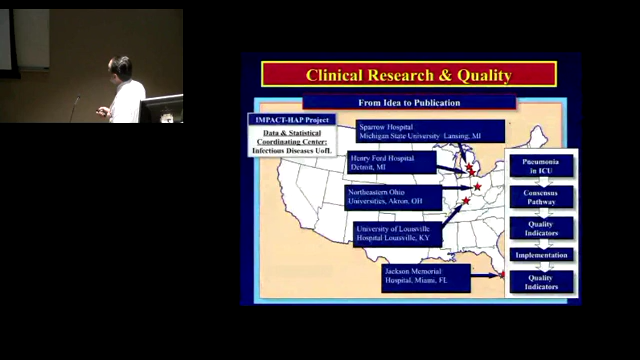 Clinical Research & Quality
From Idea to Publication
IMPACT-HAP Project
Data & Statistical
Coordinating Center:
Infectious Diseases UofL
Sparrow Hospital
Michigan State University Lansing, MI
Henry Ford Hospital
Detroit, MI
Northeastern Ohio
Universities, Akron, OH
University of Louisville
Hospital Louisville, KY
Jackson Memorial
Hospital, Miami, FL
Pneumonia
in ICU
Consensus
Pathway
Quality
Indicators
Implementation
Quality
Indicators